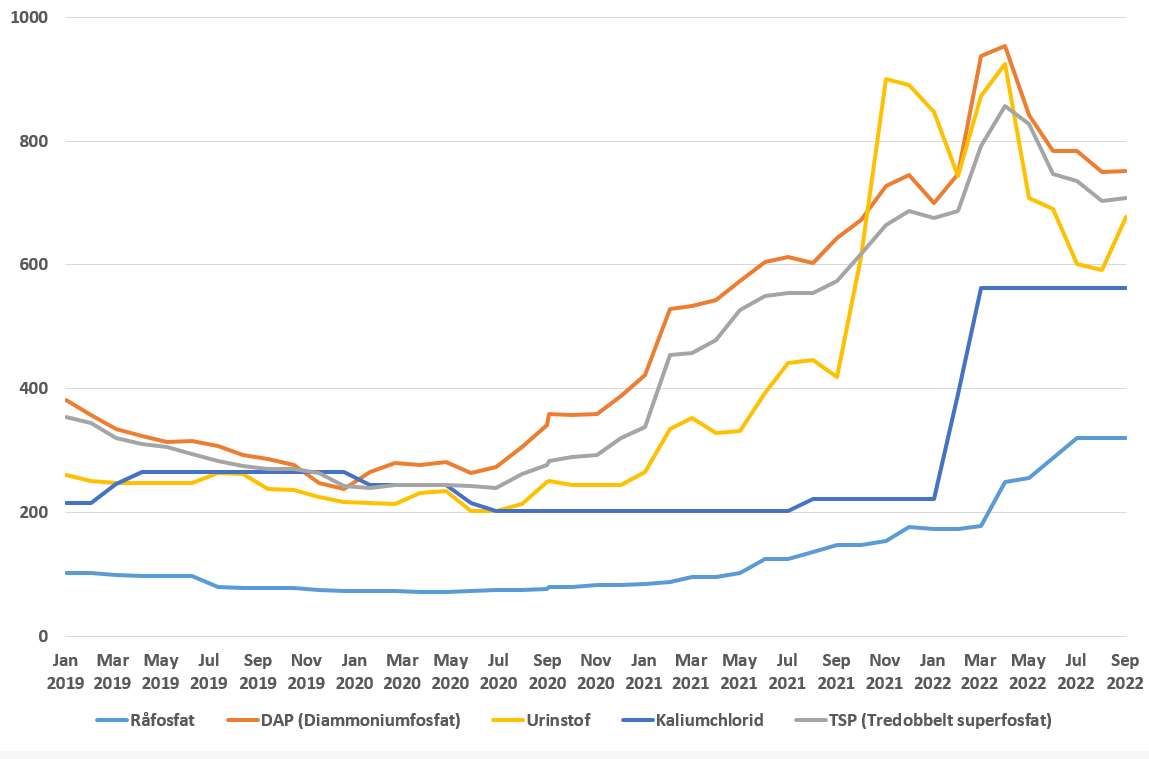 1000
800
600
400
200
0
Jan Mar May Jul Sep Nov Jan Mar May Jul Sep Nov Jan Mar May Jul Sep Nov Jan Mar May Jul Sep
2019 2019 2019 2019 2019 2019 2020 2020 2020 2020 2020 2020 2021 2021 2021 2021 2021 2021 2022 2022 2022 2022 2022
Råfosfat DAP (Diammoniumfosfat) Urinstof Kaliumchlorid TSP (Tredobbelt superfosfat)